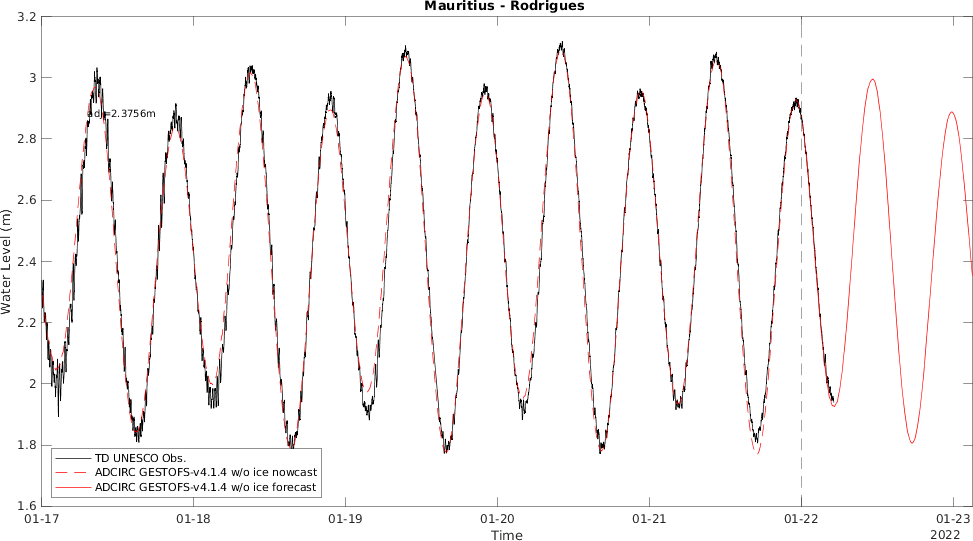 Mauritius - Rodrigues
3.2
3
2.8
2.6
2.4
2.2
2
1.8
1.6
Water Level (m)
adj=2.3756m
TD UNESCO Obs.
ADCIRC GESTOFS-v4.1.4 w/o ice nowcast
ADCIRC GESTOFS-v4.1.4 w/o ice forecast
01-17 01-18 01-19 01-20 01-21 01-22 01-23
Time 2022